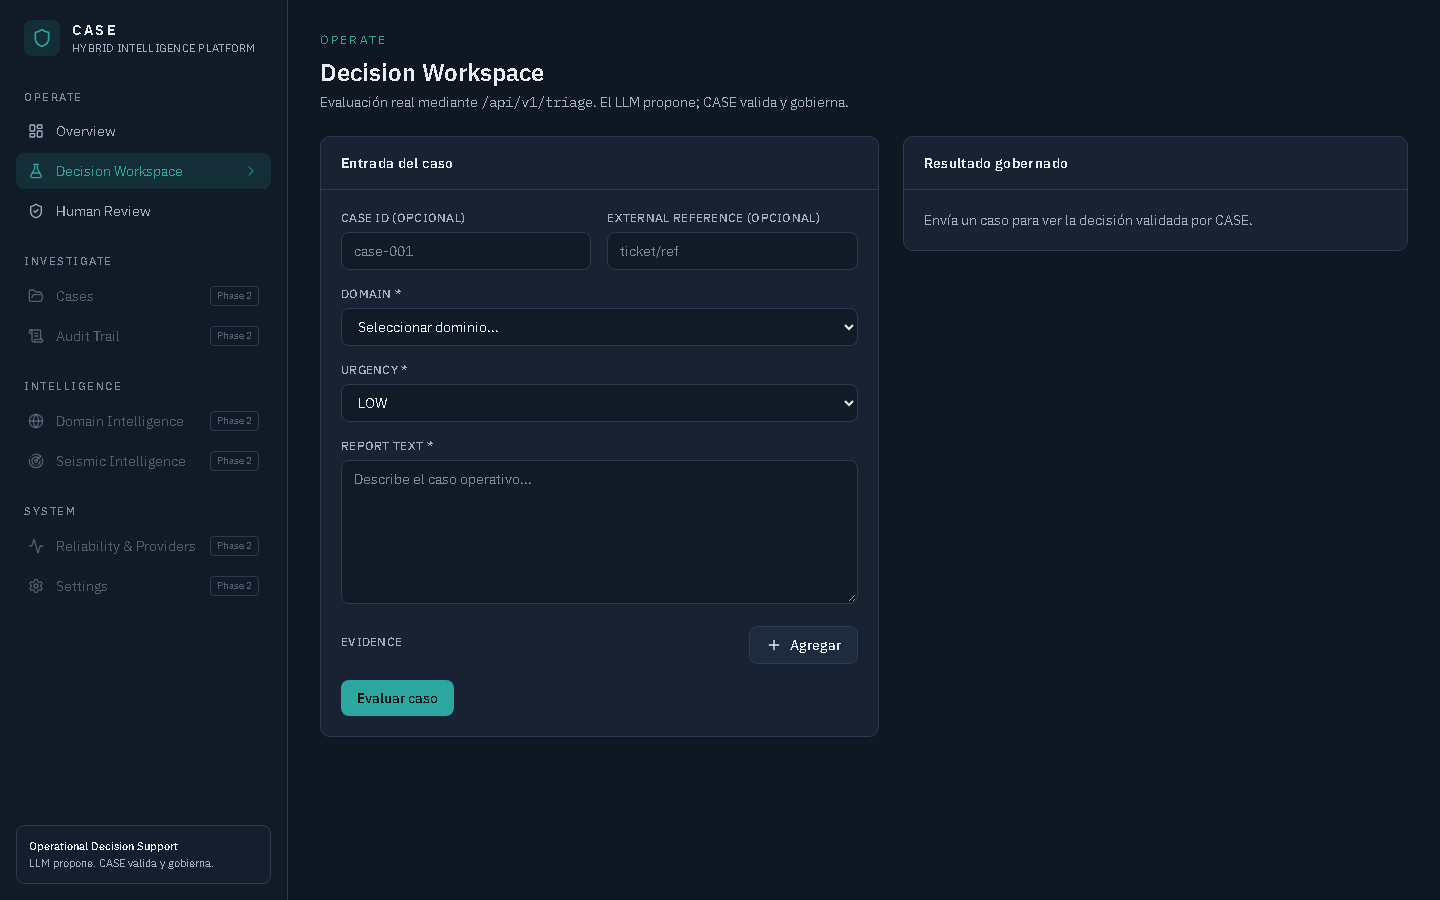 CASE
HYBRID INTELLIGENCE PLATFORM
OPERATE
Overview
Decision Workspace
Human Review
INVESTIGATE
Cases Phase 2
Audit Trail Phase 2
INTELLIGENCE
Domain Intelligence Phase 2
Seismic Intelligence Phase 2
SYSTEM
Reliability & Providers Phase 2
Settings Phase 2
Operational Decision Support
LLM propone. CASE valida y gobierna.
OPERATE
Decision Workspace
Evaluación real mediante /api/v1/triage. El LLM propone; CASE valida y gobierna.
Entrada del caso
CASE ID (OPCIONAL) EXTERNAL REFERENCE (OPCIONAL)
case-001 ticket/ref
DOMAIN *
Seleccionar dominio...
URGENCY *
LOW
REPORT TEXT *
Describe el caso operativo...
EVIDENCE
Agregar
Evaluar caso
Resultado gobernado
Envía un caso para ver la decisión validada por CASE.